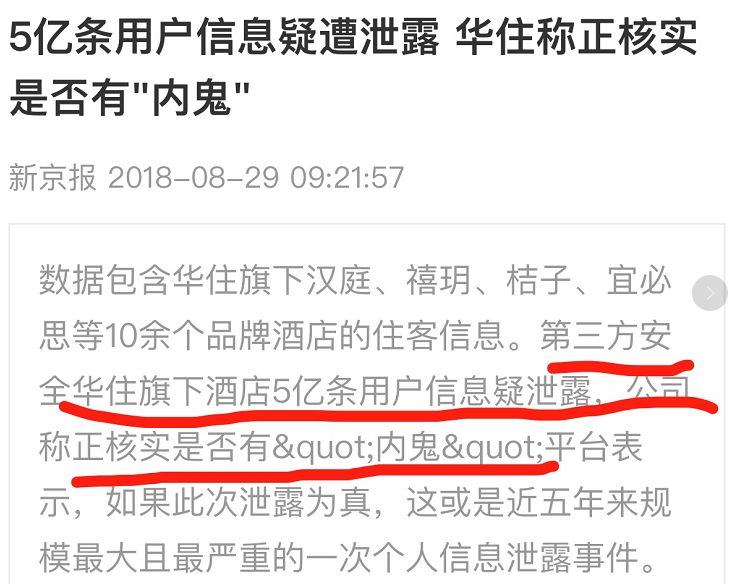 5亿条用户信息疑遭泄露 华住称正核实
是否有"内鬼"
新京报 2018-08-29 09:21:57
数据包含华住旗下汉庭、禧玥、桔子、宜必
思等10余个品牌酒店的住客信息。第三方安
全华住旗下酒店5亿条用户信息疑泄露，公司
称正核实是否有&quot;内鬼&quot;平台表
示，如果此次泄露为真，这或是近五年来规
模最大且最严重的一次个人信息泄露事件。